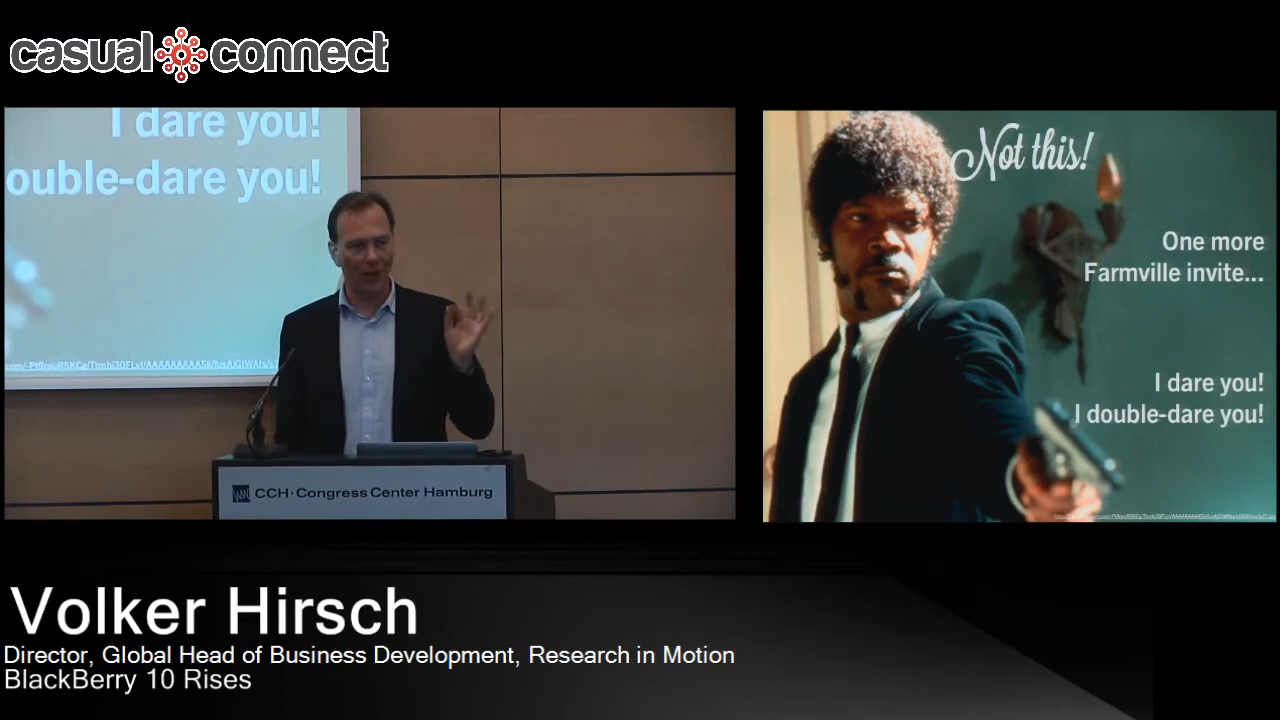 casual connect
I dare you!
ouble-dare you!
CCH·Congress Center Hamburg
Not this!
One more
Farmville invite...
I dare you!
I double-dare you!
Volker Hirsch
Director, Global Head of Business Development, Research in Motion
BlackBerry 10 Rises